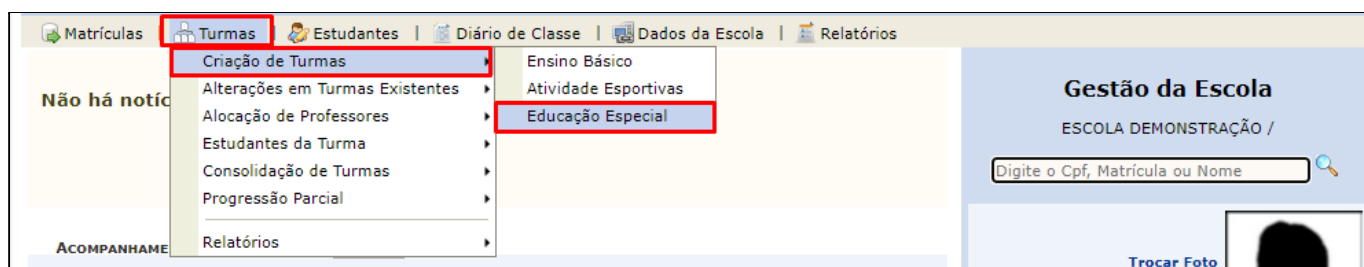 Matrículas | Turmas | Estudantes | Diário de Classe | Dados da Escola | Relatórios
Criação de Turmas
Alterações em Turmas Existentes
Alocação de Professores
Estudantes da Turma
Consolidação de Turmas
Progressão Parcial
Relatórios
Ensino Básico
Atividade Esportivas
Educação Especial
Não há notíc
ACOMPANHAME
Gestão da Escola
ESCOLA DEMONSTRAÇÃO /
Digite o Cpf, Matrícula ou Nome
Trocar Foto